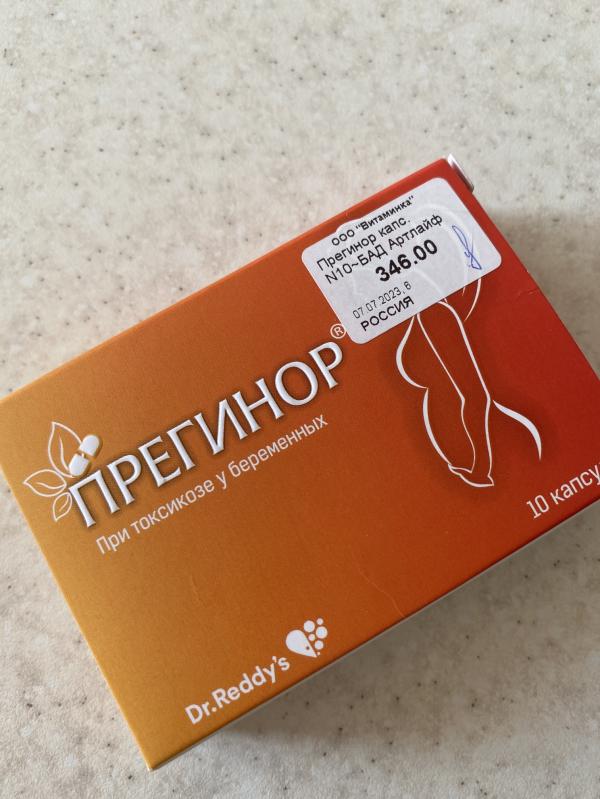 ООО "Витаминка"
Прегинор капс.
N10~БАД Артлайф
346.00
07.07.2023, 6
РОССИЯ
ПРЕГИНОР®
При токсикозе у беременных
10 капсу
Dr.Reddy's